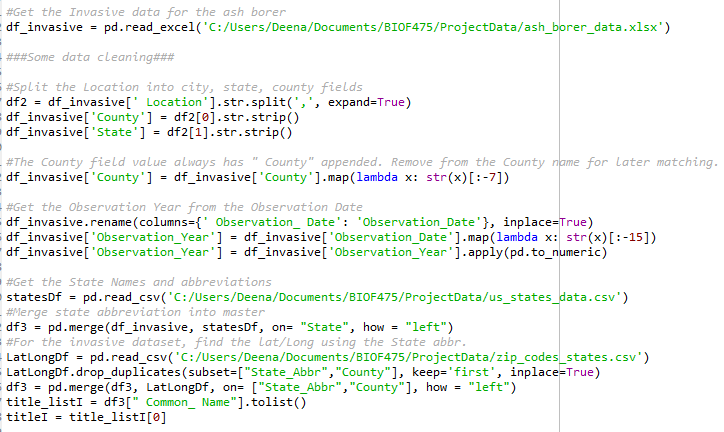 #Get the Invasive data for the ash borer
df_invasive = pd.read_excel('C:/Users/Deena/Documents/BIOF475/ProjectData/ash_borer_data.xlsx')
###Some data cleaning###
#Split the Location into city, state, county fields
df2 = df_invasive[' Location'].str.split(',', expand=True)
df_invasive['County'] = df2[0].str.strip()
df_invasive['State'] = df2[1].str.strip()
#The County field value always has " County" appended. Remove from the County name for later matching.
df_invasive['County'] = df_invasive['County'].map(lambda x: str(x)[:-7])
#Get the Observation Year from the Observation Date
df_invasive.rename(columns={' Observation_ Date': 'Observation_Date'}, inplace=True)
df_invasive['Observation_Year'] = df_invasive['Observation_Date'].map(lambda x: str(x)[:-15])
df_invasive['Observation_Year'] = df_invasive['Observation_Year'].apply(pd.to_numeric)
#Get the State Names and abbreviations
statesDf = pd.read_csv('C:/Users/Deena/Documents/BIOF475/ProjectData/us_states_data.csv')
#Merge state abbreviation into master
df3 = pd.merge(df_invasive, statesDf, on= "State", how = "left")
#For the invasive dataset, find the lat/Long using the State abbr.
LatLongDf = pd.read_csv('C:/Users/Deena/Documents/BIOF475/ProjectData/zip_codes_states.csv')
LatLongDf.drop_duplicates(subset=["State_Abbr","County"], keep='first', inplace=True)
df3 = pd.merge(df3, LatLongDf, on= ["State_Abbr","County"], how = "left")
title_listI = df3[" Common_ Name"].tolist()
titleI = title_listI[0]